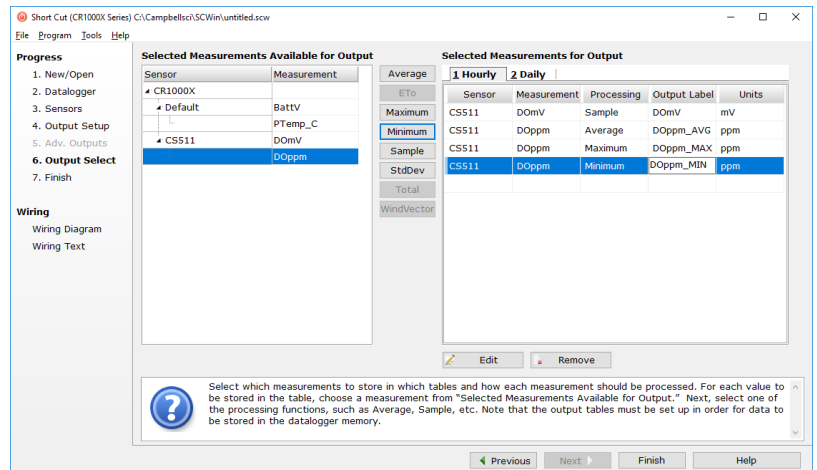 Short Cut (CR1000X Series) C:\Campbellsci\SCWin\untitled.scw
File Program Tools Help
Progress
1. New/Open
2. Datalogger
3. Sensors
4. Output Setup
5. Adv. Outputs
6. Output Select
7. Finish
Wiring
Wiring Diagram
Wiring Text
Selected Measurements Available for Output
Sensor Measurement
CR1000X
Default BattV
PTemp_C
CS511 DOmV
DOppm
Average
ETo
Maximum
Minimum
Sample
StdDev
Total
WindVector
Selected Measurements for Output
1 Hourly 2 Daily
Sensor Measurement Processing Output Label Units
CS511 DOmV Sample DOmV mV
CS511 DOppm Average DOppm_AVG ppm
CS511 DOppm Maximum DOppm_MAX ppm
CS511 DOppm Minimum DOppm_MIN ppm
Edit Remove
Select which measurements to store in which tables and how each measurement should be processed. For each value to
be stored in the table, choose a measurement from "Selected Measurements Available for Output." Next, select one of
the processing functions, such as Average, Sample, etc. Note that the output tables must be set up in order for data to
be stored in the datalogger memory.
Previous Next Finish Help